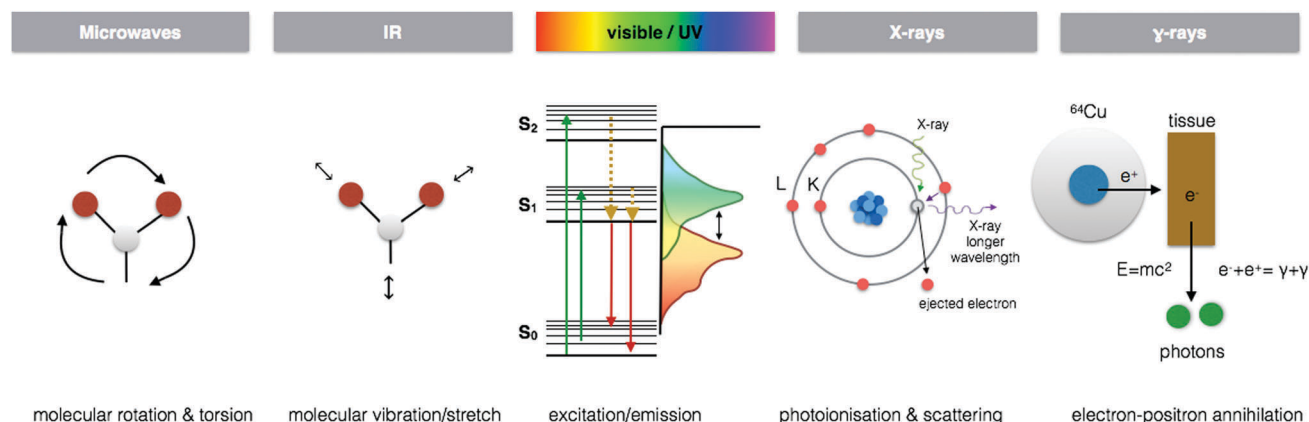 Microwaves
IR
visible / UV
X-rays
γ-rays
S₂
S₁
S₀
L
K
X-ray
X-ray
longer
wavelength
ejected electron
⁶⁴Cu
tissue
e⁺
e⁻
E=mc²
e⁻+e⁺= γ+γ
photons
molecular rotation & torsion
molecular vibration/stretch
excitation/emission
photoionisation & scattering
electron-positron annihilation